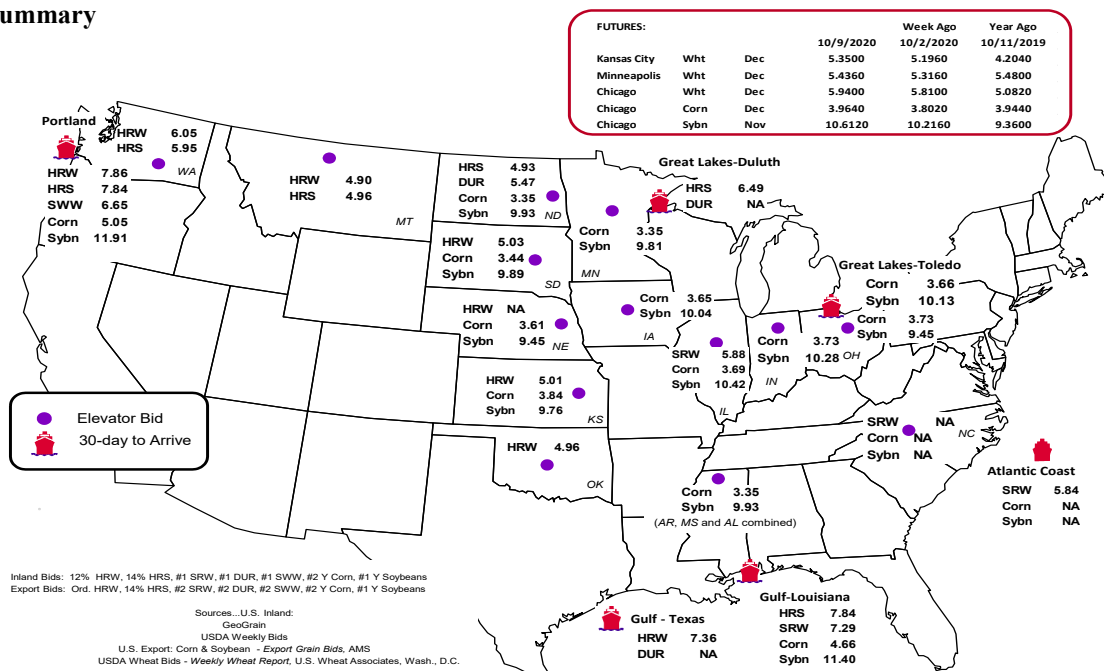 ummary
FUTURES: Week Ago Year Ago
10/9/2020 10/2/2020 10/11/2019
Kansas City Wht Dec 5.3500 5.1960 4.2040
Minneapolis Wht Dec 5.4360 5.3160 5.4800
Chicago Wht Dec 5.9400 5.8100 5.0820
Chicago Corn Dec 3.9640 3.8020 3.9440
Chicago Sybn Nov 10.6120 10.2160 9.3600
Portland
HRW 7.86
HRS 7.84
SWW 6.65
Corn 5.05
Sybn 11.91
HRW 6.05
HRS 5.95
WA
HRW 4.90
HRS 4.96
MT
HRS 4.93
DUR 5.47
Corn 3.35
Sybn 9.93
ND
HRW 5.03
Corn 3.44
Sybn 9.89
SD
HRW NA
Corn 3.61
Sybn 9.45
NE
HRW 5.01
Corn 3.84
Sybn 9.76
KS
HRW 4.96
OK
Corn 3.35
Sybn 9.81
MN
Great Lakes-Duluth
HRS 6.49
DUR NA
Corn 3.65
Sybn 10.04
IA
SRW 5.88
Corn 3.69
Sybn 10.42
IL
Corn 3.73
Sybn 10.28
IN
Great Lakes-Toledo
Corn 3.66
Sybn 10.13
Corn 3.73
Sybn 9.45
OH
SRW NA
Corn NA
Sybn NA
NC
Atlantic Coast
SRW 5.84
Corn NA
Sybn NA
Corn 3.35
Sybn 9.93
(AR, MS and AL combined)
Gulf - Texas
HRW 7.36
DUR NA
Gulf-Louisiana
HRS 7.84
SRW 7.29
Corn 4.66
Sybn 11.40
Elevator Bid
30-day to Arrive
Inland Bids: 12% HRW, 14% HRS, #1 SRW, #1 DUR, #1 SWW, #2 Y Corn, #1 Y Soybeans
Export Bids: Ord. HRW, 14% HRS, #2 SRW, #2 DUR, #2 SWW, #2 Y Corn, #1 Y Soybeans
Sources...U.S. Inland:
GeoGrain
USDA Weekly Bids
U.S. Export: Corn & Soybean - Export Grain Bids, AMS
USDA Wheat Bids - Weekly Wheat Report, U.S. Wheat Associates, Wash., D.C.